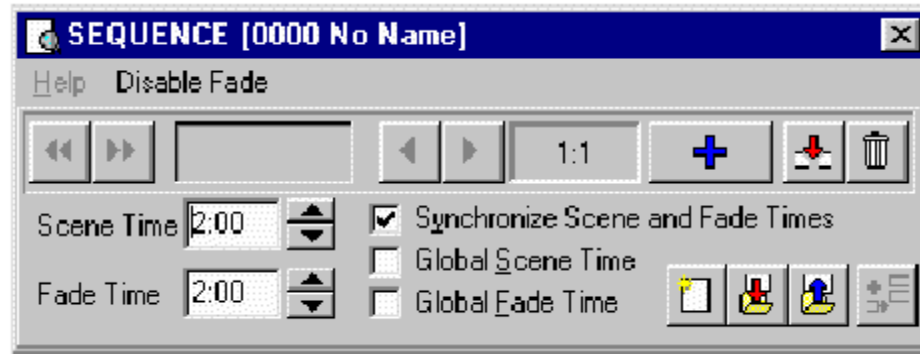 SEQUENCE [0000 No Name]
Help Disable Fade
1:1
Scene Time 2:00 Synchronize Scene and Fade Times
Global Scene Time
Fade Time 2:00 Global Fade Time